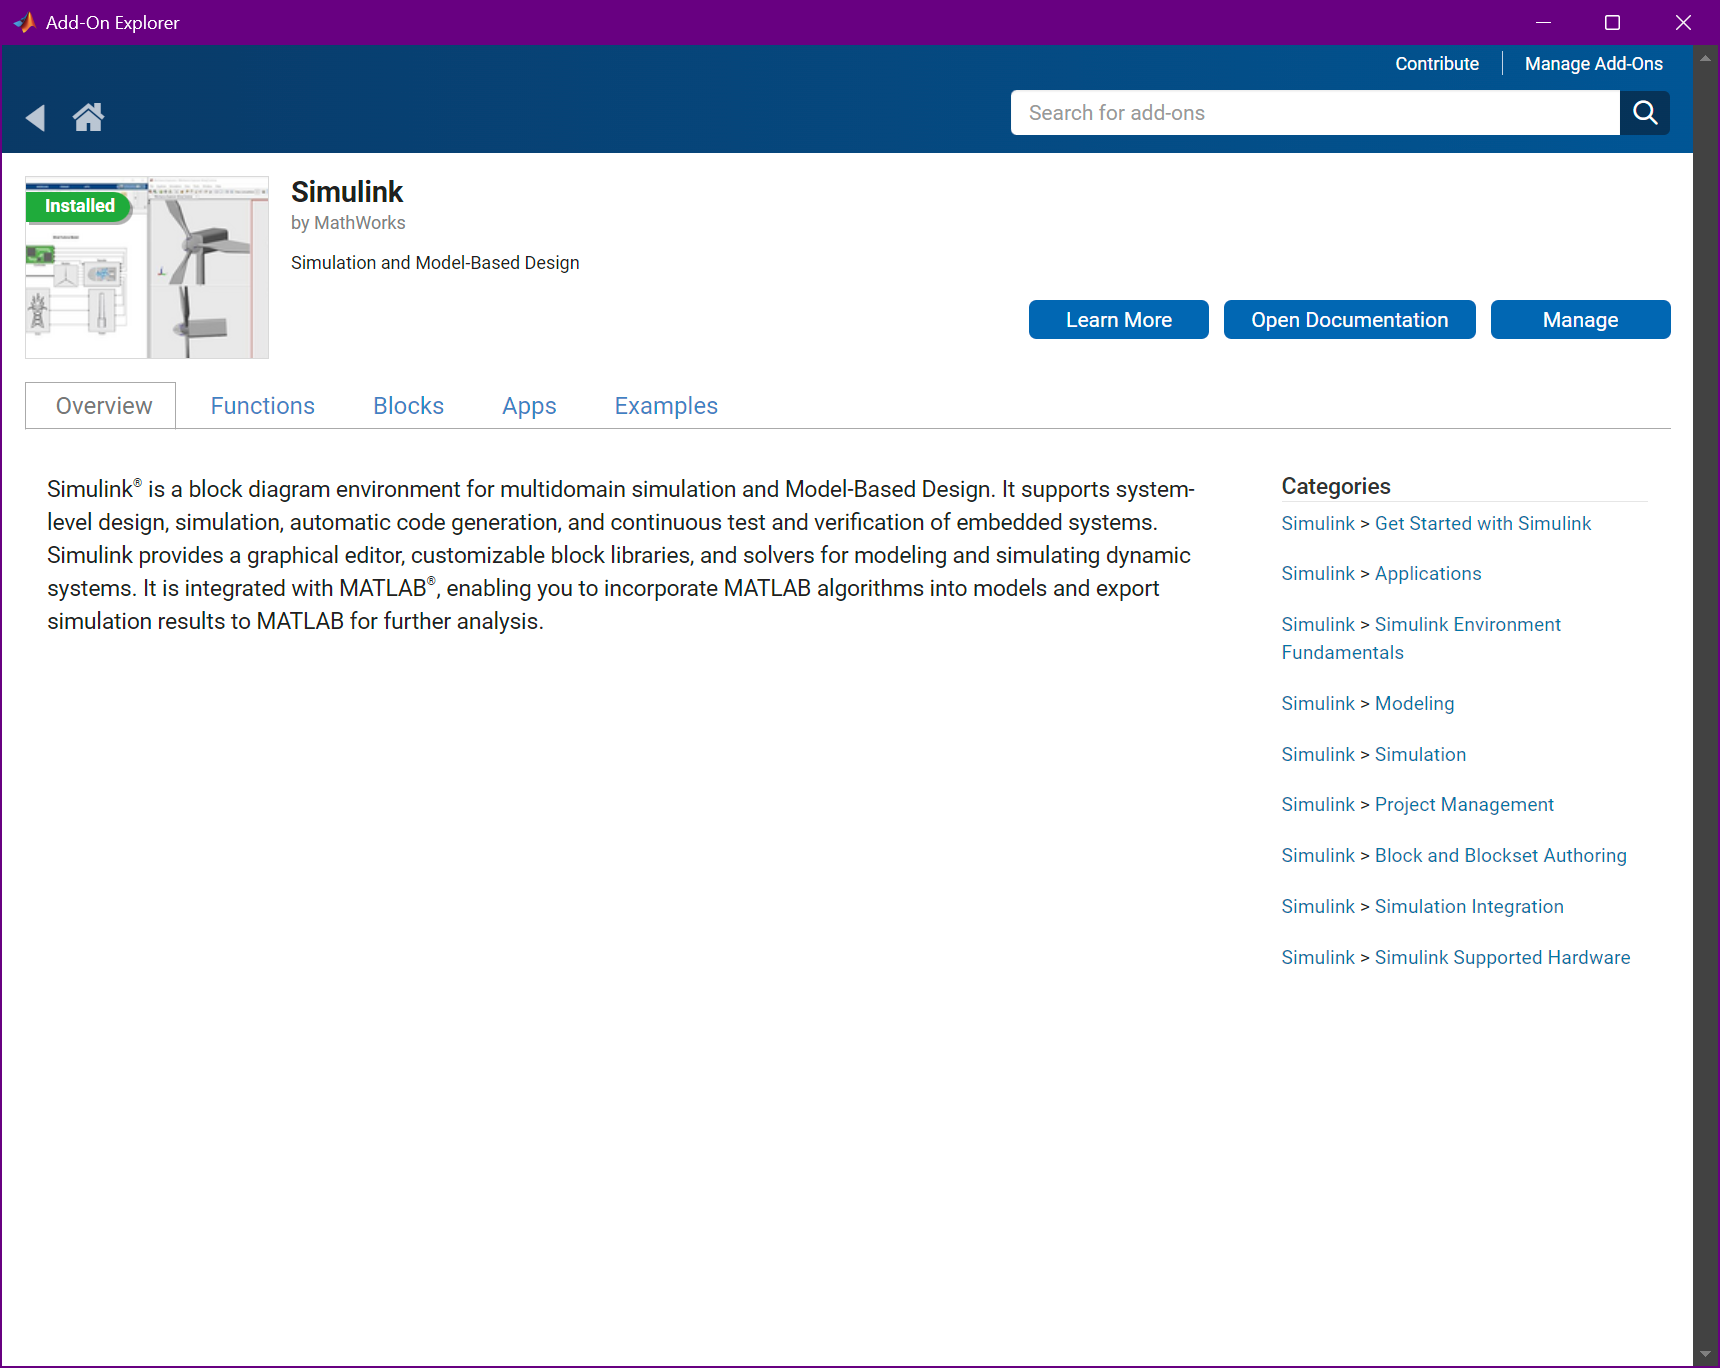 Add-On Explorer
Contribute
Manage Add-Ons
Search for add-ons
Installed
Simulink
by MathWorks
Simulation and Model-Based Design
Learn More
Open Documentation
Manage
Overview
Functions
Blocks
Apps
Examples
Simulink® is a block diagram environment for multidomain simulation and Model-Based Design. It supports system-
level design, simulation, automatic code generation, and continuous test and verification of embedded systems.
Simulink provides a graphical editor, customizable block libraries, and solvers for modeling and simulating dynamic
systems. It is integrated with MATLAB®, enabling you to incorporate MATLAB algorithms into models and export
simulation results to MATLAB for further analysis.
Categories
Simulink > Get Started with Simulink
Simulink > Applications
Simulink > Simulink Environment
Fundamentals
Simulink > Modeling
Simulink > Simulation
Simulink > Project Management
Simulink > Block and Blockset Authoring
Simulink > Simulation Integration
Simulink > Simulink Supported Hardware